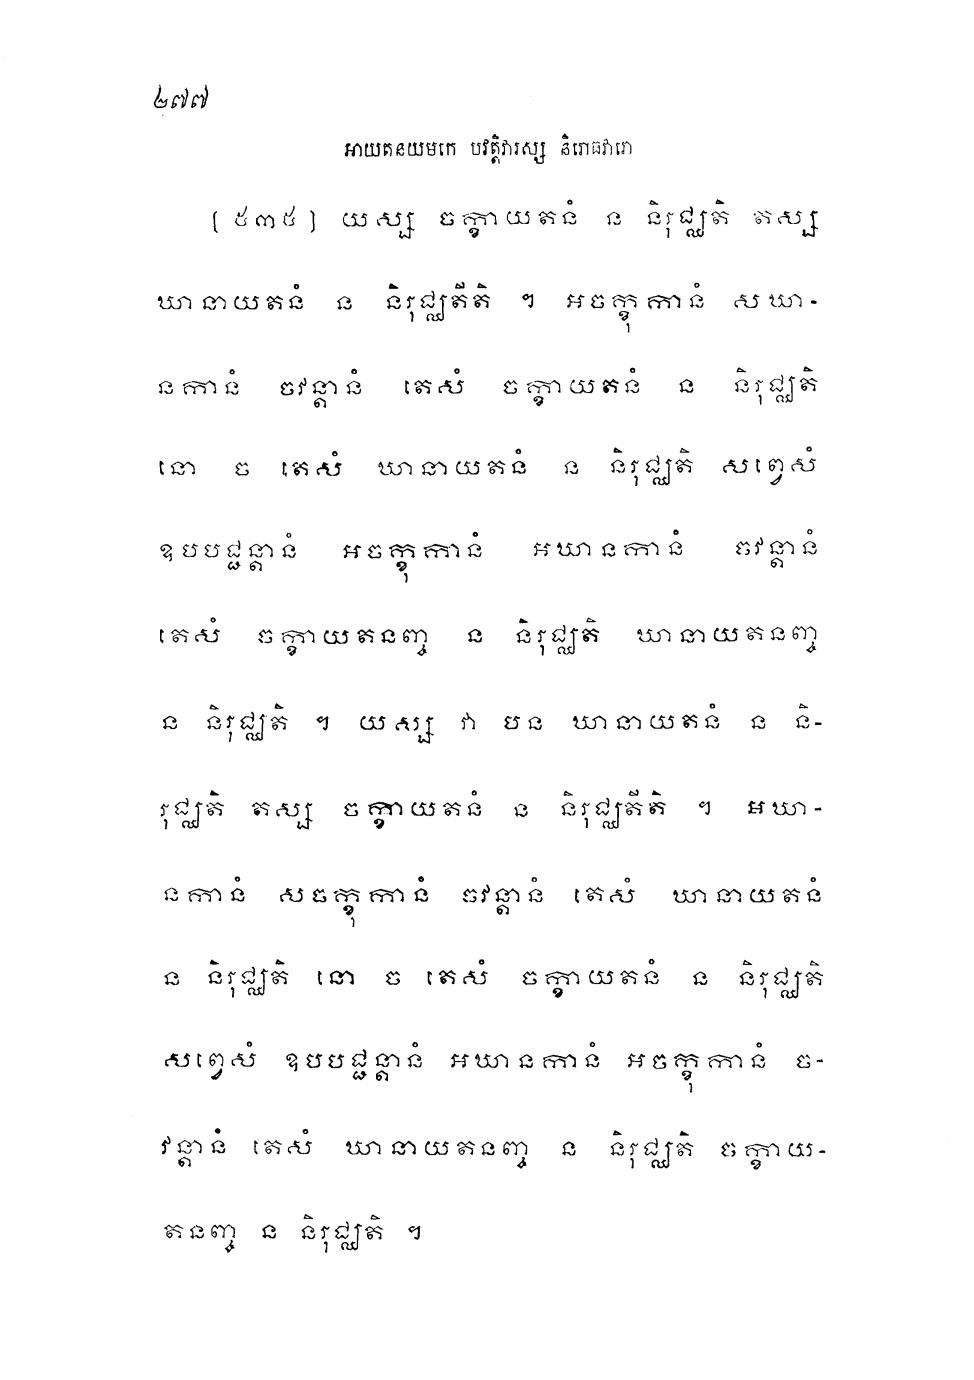 ២៧៧
អាយតនយមកេ បវត្តិវារស្ស និរោធវារោ
[ ៥៣៥ ] យស្ស ចក្ខាយតនំ ន និរុជ្ឈតិ តស្ស
ឃានាយតនំ ន និរុជ្ឈតីតិ ។ អចក្ខុកានំ សឃា-
នកានំ ចវន្តានំ តេសំ ចក្ខាយតនំ ន និរុជ្ឈតិ
នោ ច តេសំ ឃានាយតនំ ន និរុជ្ឈតិ សព្វេសំ
ឧបបជ្ជន្តានំ អចក្ខុកានំ អឃានកានំ ចវន្តានំ
តេសំ ចក្ខាយតនញ្ច ន និរុជ្ឈតិ ឃានាយតនញ្ច
ន និរុជ្ឈតិ ។ យស្ស វា បន ឃានាយតនំ ន និ-
រុជ្ឈតិ តស្ស ចក្ខាយតនំ ន និរុជ្ឈតីតិ ។ អឃា-
នកានំ សចក្ខុកានំ ចវន្តានំ តេសំ ឃានាយតនំ
ន និរុជ្ឈតិ នោ ច តេសំ ចក្ខាយតនំ ន និរុជ្ឈតិ
សព្វេសំ ឧបបជ្ជន្តានំ អឃានកានំ អចក្ខុកានំ ច-
វន្តានំ តេសំ ឃានាយតនញ្ច ន និរុជ្ឈតិ ចក្ខាយ-
តនញ្ច ន និរុជ្ឈតិ ។